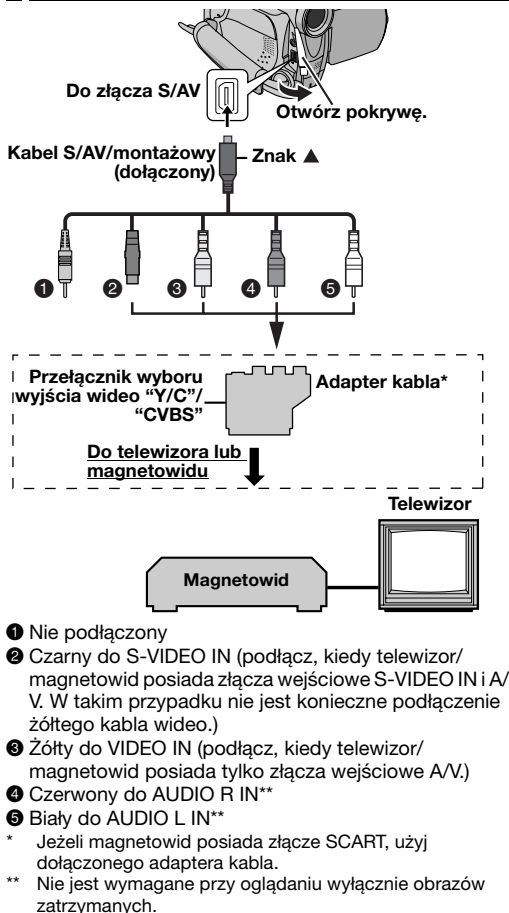 Do złącza S/AV
Otwórz pokrywę.
Kabel S/AV/montażowy
(dołączony)
Znak ▲
❶ ❷ ❸ ❹ ❺
Przełącznik wyboru
wyjścia wideo “Y/C”/
“CVBS”
Adapter kabla*
Do telewizora lub
magnetowidu
Telewizor
Magnetowid
❶ Nie podłączony
❷ Czarny do S-VIDEO IN (podłącz, kiedy telewizor/
magnetowid posiada złącza wejściowe S-VIDEO IN i A/
V. W takim przypadku nie jest konieczne podłączenie
żółtego kabla wideo.)
❸ Żółty do VIDEO IN (podłącz, kiedy telewizor/
magnetowid posiada tylko złącza wejściowe A/V.)
❹ Czerwony do AUDIO R IN**
❺ Biały do AUDIO L IN**
* Jeżeli magnetowid posiada złącze SCART, użyj
dołączonego adaptera kabla.
** Nie jest wymagane przy oglądaniu wyłącznie obrazów
zatrzymanych.